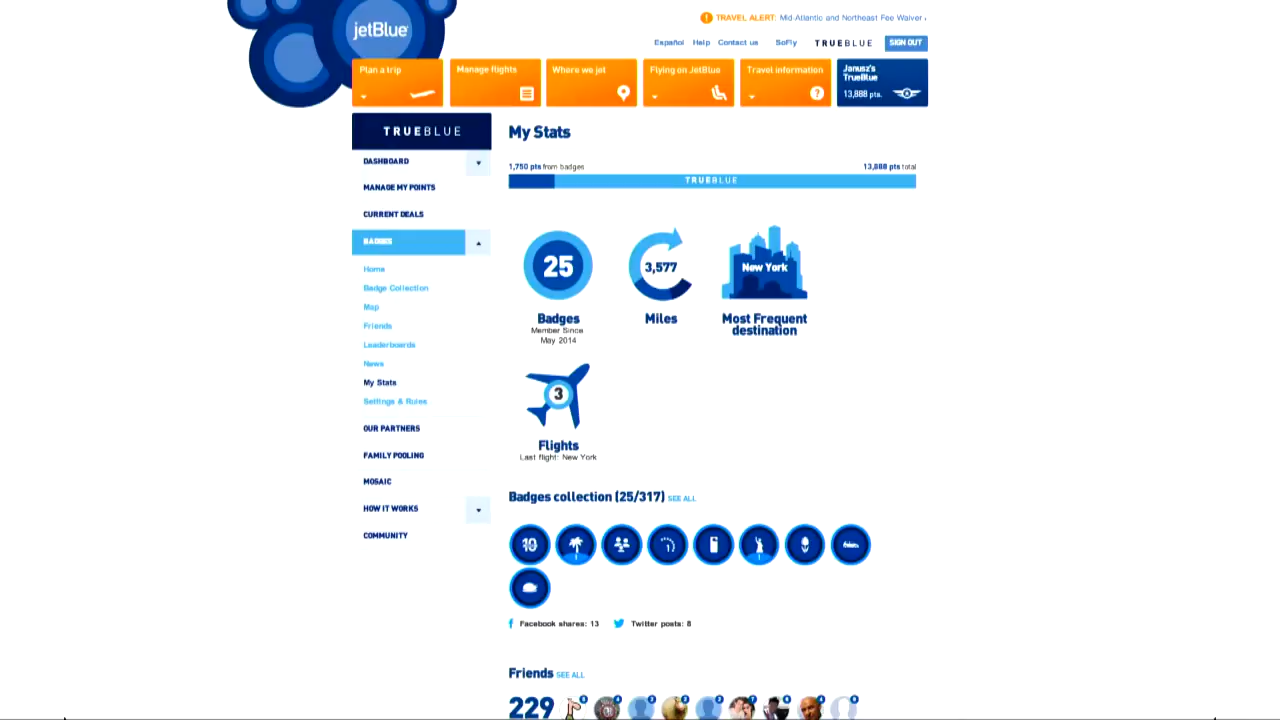 jetBlue
TRAVEL ALERT: Mid-Atlantic and Northeast Fee Waiver
Español Help Contact us SoFly TRUEBLUE SIGN OUT
Plan a trip
Manage flights
Where we jet
Flying on JetBlue
Travel information
Janusz's
TrueBlue
13,888 pts.
TRUEBLUE
DASHBOARD
MANAGE MY POINTS
CURRENT DEALS
BADGES
Home
Badge Collection
Map
Friends
Leaderboards
News
My Stats
Settings & Rules
OUR PARTNERS
FAMILY POOLING
MOSAIC
HOW IT WORKS
COMMUNITY
My Stats
1,750 pts from badges 13,888 pts total
TRUEBLUE
25
Badges
Member Since
May 2014
3,577
Miles
New York
Most Frequent
destination
3
Flights
Last flight: New York
Badges collection (25/317) SEE ALL
10
1
1
1
Facebook shares: 13 Twitter posts: 8
Friends SEE ALL
229